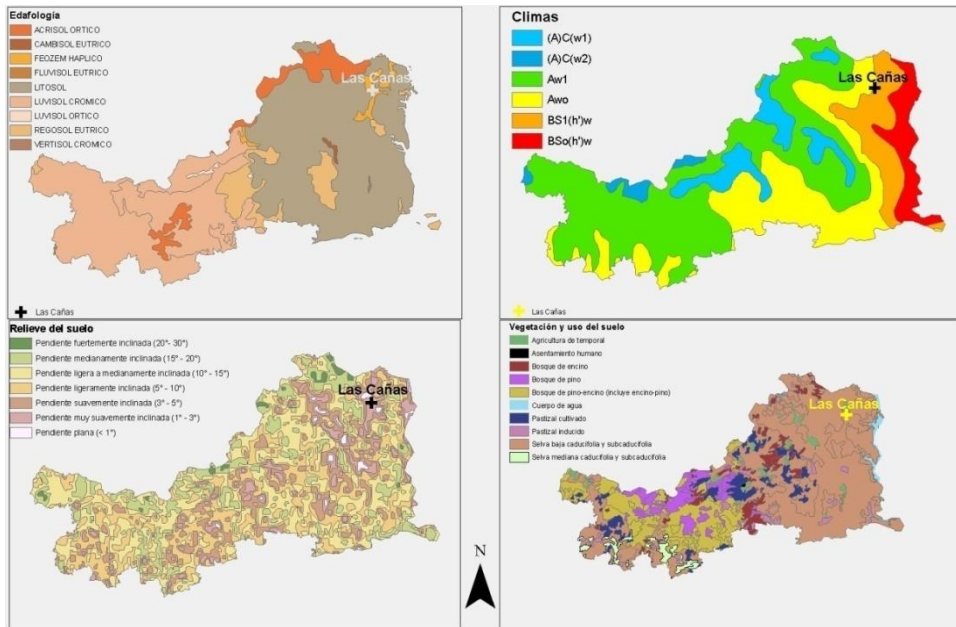 Edafología
ACRISOL ORTICO
CAMBISOL EUTRICO
FEOZEM HAPLICO
FLUVISOL EUTRICO
LITOSOL
LUVISOL CROMICO
LUVISOL ORTICO
REGOSOL EUTRICO
VERTISOL CROMICO
Las Cañas
Las Cañas
Climas
(A)C(w1)
(A)C(w2)
Aw1
Awo
BS1(h')w
BSo(h')w
Las Cañas
Las Cañas
Relieve del suelo
Pendiente fuertemente inclinada (20° - 30°)
Pendiente medianamente inclinada (15° - 20°)
Pendiente ligera a medianamente inclinada (10° - 15°)
Pendiente ligeramente inclinada (5° - 10°)
Pendiente suavemente inclinada (3° - 5°)
Pendiente muy suavemente inclinada (1° - 3°)
Pendiente plana (< 1°)
Las Cañas
N
Vegetación y uso del suelo
Agricultura de temporal
Asentamiento humano
Bosque de encino
Bosque de pino
Bosque de pino-encino (incluye encino-pino)
Cuerpo de agua
Pastizal cultivado
Pastizal inducido
Selva baja caducifolia y subcaducifolia
Selva mediana caducifolia y subcaducifolia
Las Cañas